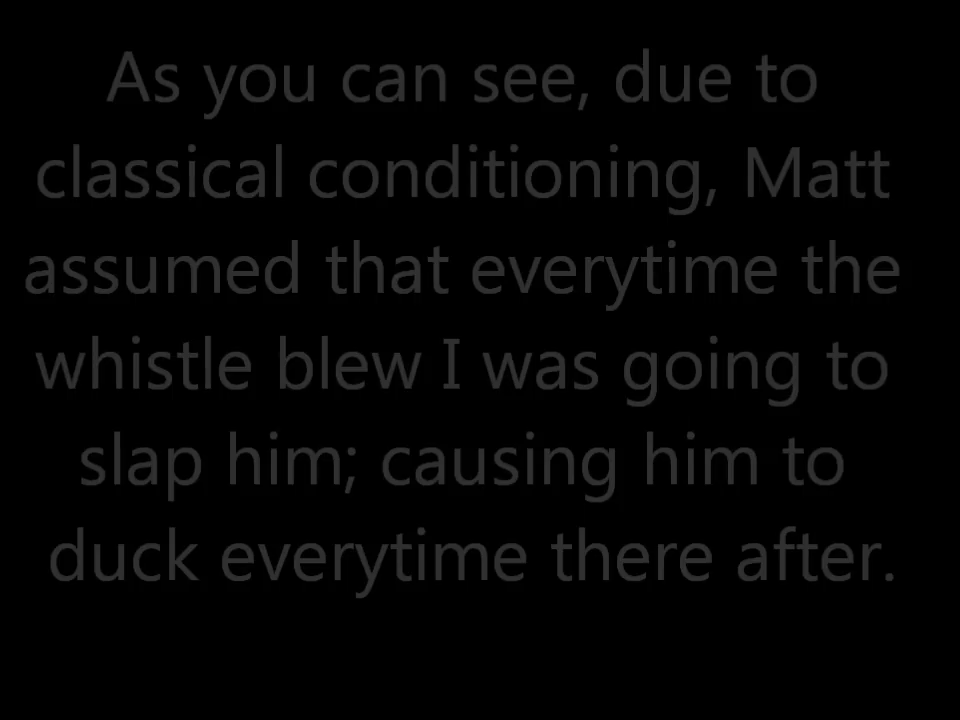 As you can see, due to
classical conditioning, Matt
assumed that everytime the
whistle blew I was going to
slap him; causing him to
duck everytime there after.